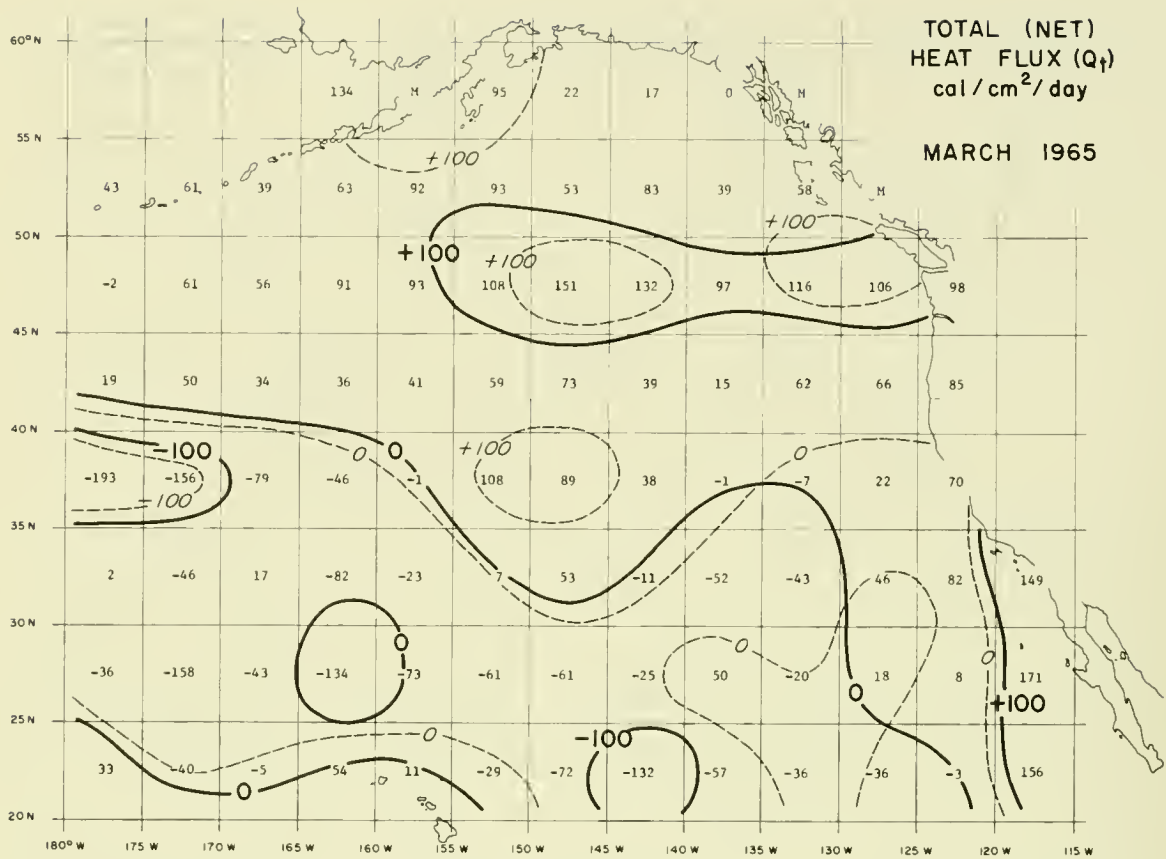 TOTAL (NET)
HEAT FLUX (Qt)
cal/cm²/day
MARCH 1965
60°N
134 M 95 22 17 0 M
55 N
+100
43 61 39 63 92 93 53 83 39 58 M
+100
50 N
+100 +100
-2 61 56 91 93 108 151 132 97 116 106 98
45 N
19 50 34 36 41 59 73 39 15 62 66 85
40 N
-100 0 0 +100 0
-193 -156 -79 -46 -1 108 89 38 -1 -7 22 70
-100
35 N
2 -46 17 -82 -23 7 53 -11 -52 -43 46 82 149
30 N
0 0 0
-36 -158 -43 -134 -73 -61 -61 -25 50 -20 18 8 171
0 +100
25 N
0 -100
33 -40 -5 54 11 -29 -72 -132 -57 -36 -36 -3 156
0
20 N
180° W 175 W 170 W 165 W 160 W 155 W 150 W 145 W 140 W 135 W 130 W 125 W 120 W 115 W